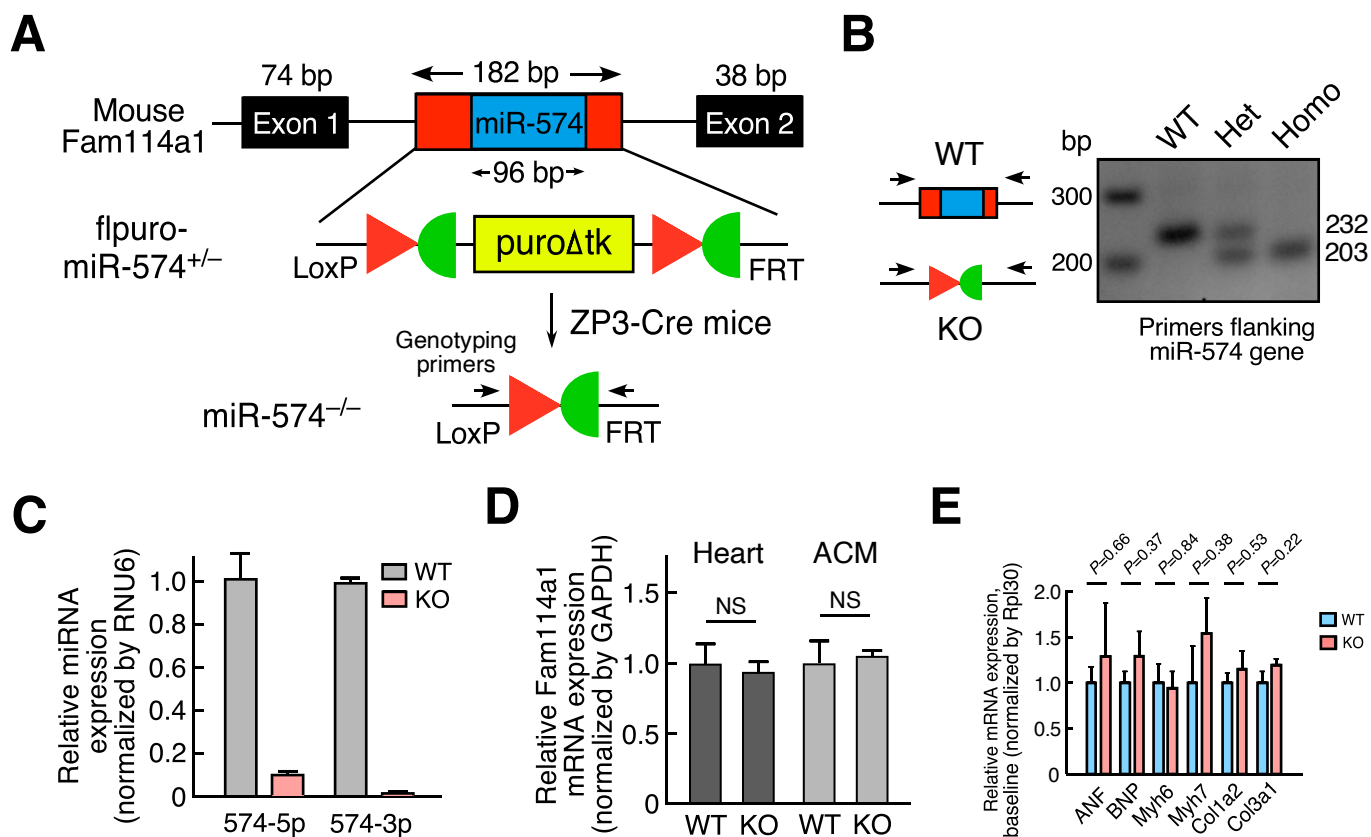 A
74 bp
182 bp
38 bp
Mouse
Fam114a1
Exon 1
miR-574
Exon 2
96 bp
flpuro-
miR-574+/–
LoxP
puroΔtk
FRT
ZP3-Cre mice
Genotyping
primers
miR-574–/–
LoxP
FRT
B
WT
KO
bp
WT
Het
Homo
300
200
232
203
Primers flanking
miR-574 gene
C
Relative miRNA
expression
(normalized by RNU6)
1.0
0.8
0.6
0.4
0.2
0
WT
KO
574-5p
574-3p
D
Relative Fam114a1
mRNA expression
(normalized by GAPDH)
1.5
1.0
0.5
0
Heart
ACM
NS
NS
WT KO
WT KO
E
Relative mRNA expression,
baseline (normalized by Rpl30)
2.0
1.5
1.0
0.5
0
P=0.66
P=0.37
P=0.84
P=0.38
P=0.53
P=0.22
WT
KO
ANF
BNP
Myh6
Myh7
Col1a2
Col3a1